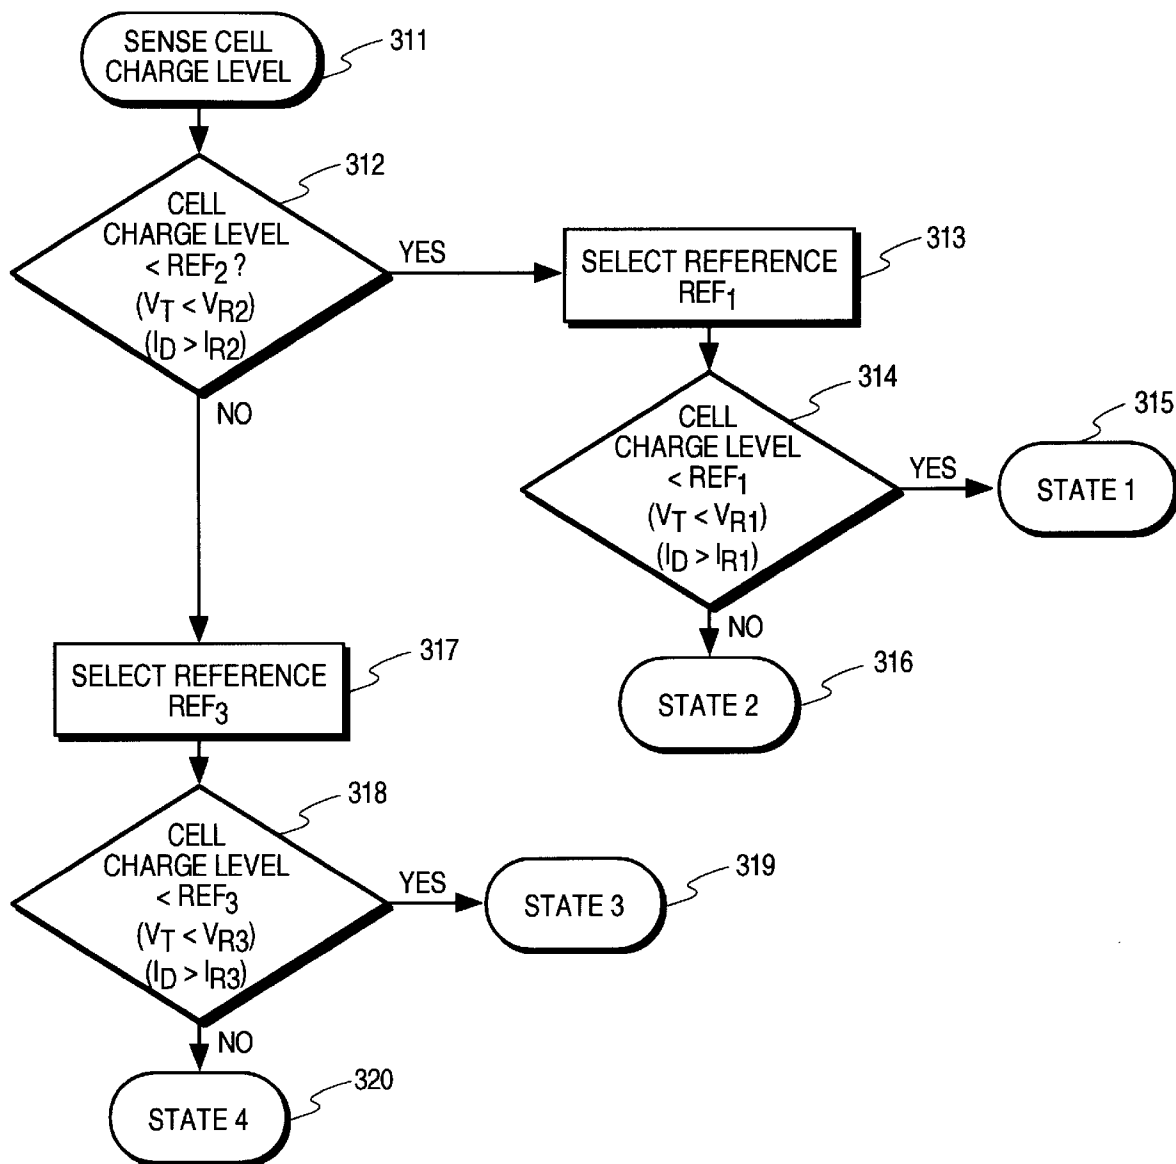 SENSE CELL
CHARGE LEVEL
311
312
CELL
CHARGE LEVEL
< REF2 ?
(VT < VR2)
(ID > IR2)
YES
NO
313
SELECT REFERENCE
REF1
314
CELL
CHARGE LEVEL
< REF1
(VT < VR1)
(ID > IR1)
YES
NO
315
STATE 1
316
STATE 2
317
SELECT REFERENCE
REF3
318
CELL
CHARGE LEVEL
< REF3
(VT < VR3)
(ID > IR3)
YES
NO
319
STATE 3
320
STATE 4